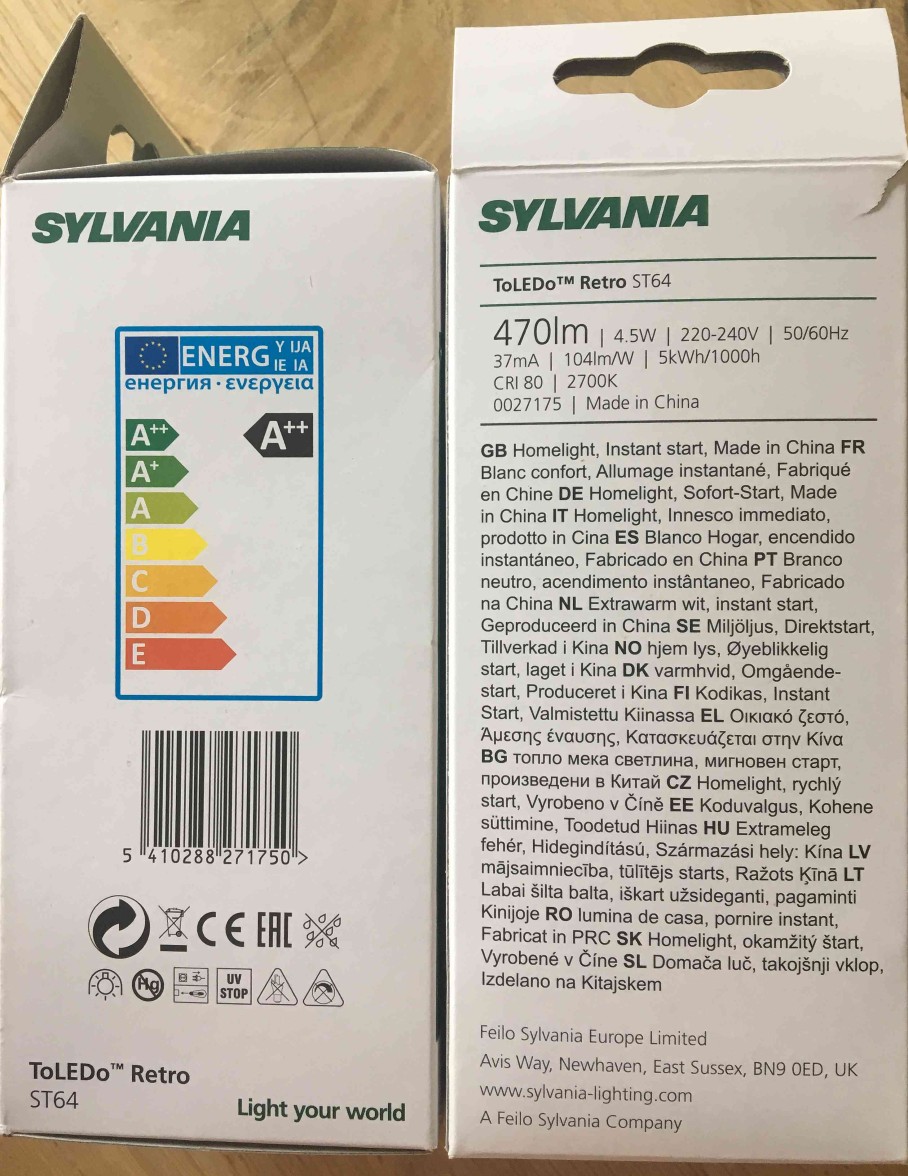 SYLVANIA
ENERG Y IJA
IE IA
енергия · ενεργεια
A++
A++
A+
A
B
C
D
E
5 410288 271750 >
CE EAC
Hg
UV
STOP
ToLEDo™ Retro
ST64
Light your world
SYLVANIA
ToLEDo™ Retro ST64
470lm | 4.5W | 220-240V | 50/60Hz
37mA | 104lm/W | 5kWh/1000h
CRI 80 | 2700K
0027175 | Made in China
GB Homelight, Instant start, Made in China FR
Blanc confort, Allumage instantané, Fabriqué
en Chine DE Homelight, Sofort-Start, Made
in China IT Homelight, Innesco immediato,
prodotto in Cina ES Blanco Hogar, encendido
instantáneo, Fabricado en China PT Branco
neutro, acendimento instântaneo, Fabricado
na China NL Extrawarm wit, instant start,
Geproduceerd in China SE Miljöljus, Direktstart,
Tillverkad i Kina NO hjem lys, Øyeblikkelig
start, laget i Kina DK varmhvid, Omgående-
start, Produceret i Kina FI Kodikas, Instant
Start, Valmistettu Kiinassa EL Οικιακό ζεστό,
Άμεσης έναυσης, Κατασκευάζεται στην Κίνα
BG топло мека светлина, мигновен старт,
произведени в Китай CZ Homelight, rychlý
start, Vyrobeno v Číně EE Koduvalgus, Kohene
süttimine, Toodetud Hiinas HU Extrameleg
fehér, Hidegindítású, Származási hely: Kína LV
mājsaimniecība, tūlītējs starts, Ražots Ķīnā LT
Labai šilta balta, iškart užsideganti, pagaminti
Kinijoje RO lumina de casa, pornire instant,
Fabricat in PRC SK Homelight, okamžitý štart,
Vyrobené v Číne SL Domača luč, takojšnji vklop,
Izdelano na Kitajskem
Feilo Sylvania Europe Limited
Avis Way, Newhaven, East Sussex, BN9 0ED, UK
www.sylvania-lighting.com
A Feilo Sylvania Company